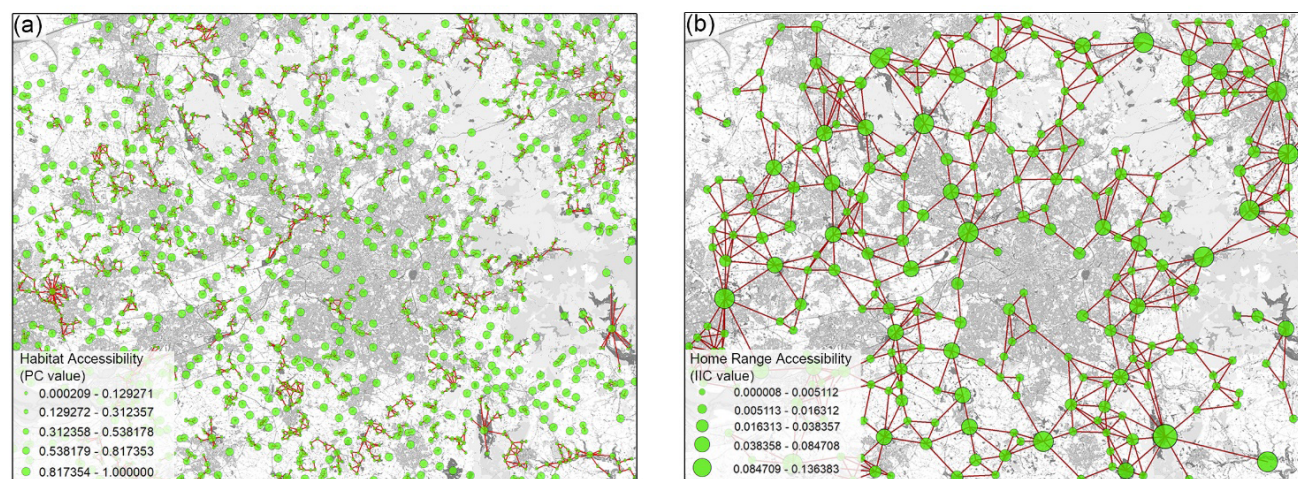 (a)
Habitat Accessibility
(PC value)
0.000209 - 0.129271
0.129272 - 0.312357
0.312358 - 0.538178
0.538179 - 0.817353
0.817354 - 1.000000
(b)
Home Range Accessibility
(IIC value)
0.000008 - 0.005112
0.005113 - 0.016312
0.016313 - 0.038357
0.038358 - 0.084708
0.084709 - 0.136383